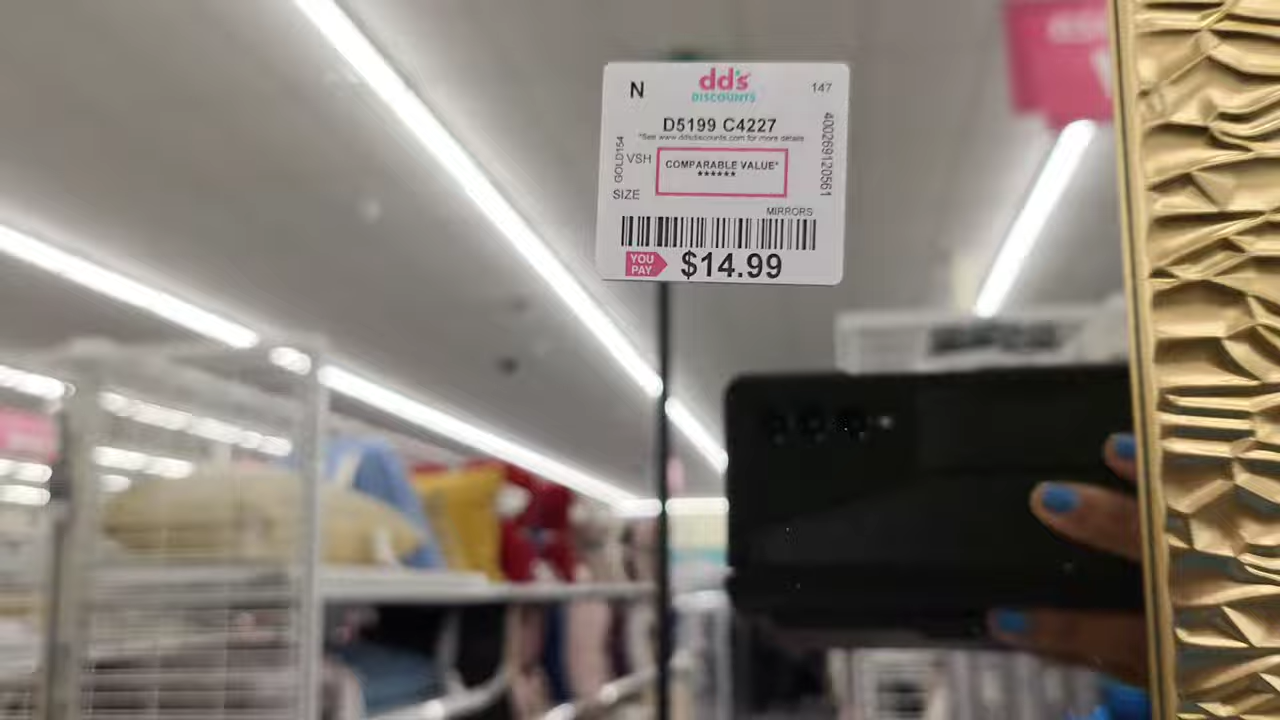 N
dd's
DISCOUNTS
147
D5199 C4227
*See www.ddsdiscounts.com for more details
GOLD154
VSH
COMPARABLE VALUE*
******
SIZE
400269120561
MIRRORS
YOU
PAY
$14.99